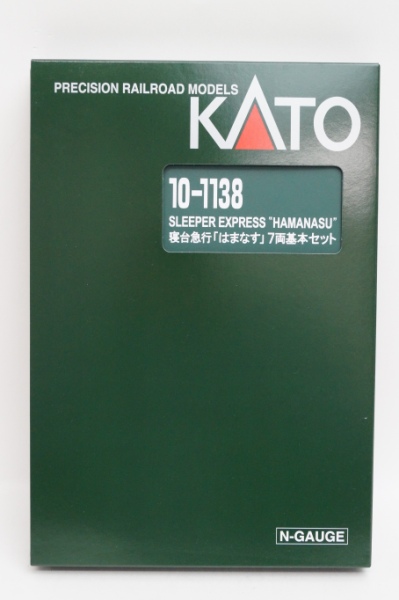 PRECISION RAILROAD MODELS
KATO
10-1138
SLEEPER EXPRESS "HAMANASU"
寝台急行「はまなす」7両基本セット
N-GAUGE